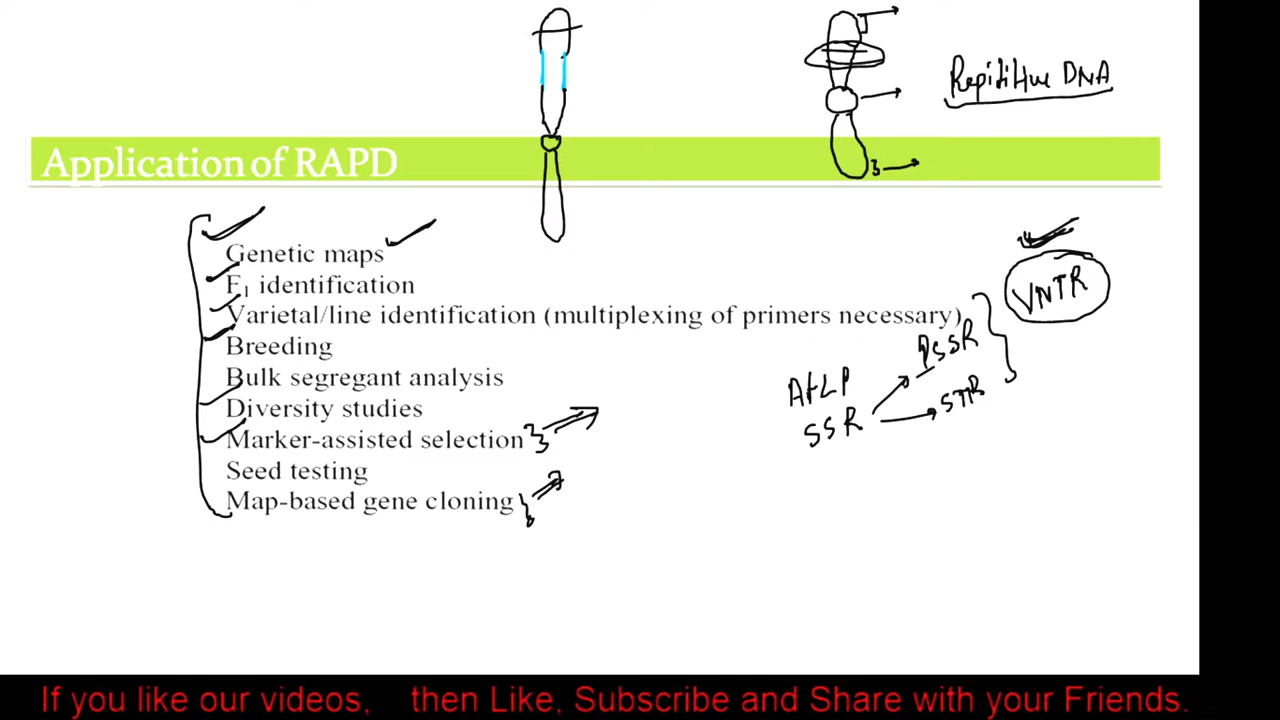 Repititive DNA
Application of RAPD
Genetic maps
F1 identification
Varietal/line identification (multiplexing of primers necessary)
Breeding
Bulk segregant analysis
Diversity studies
Marker-assisted selection
Seed testing
Map-based gene cloning
VNTR
ISSR
AFLP
SSR
STR
If you like our videos, then Like, Subscribe and Share with your Friends.